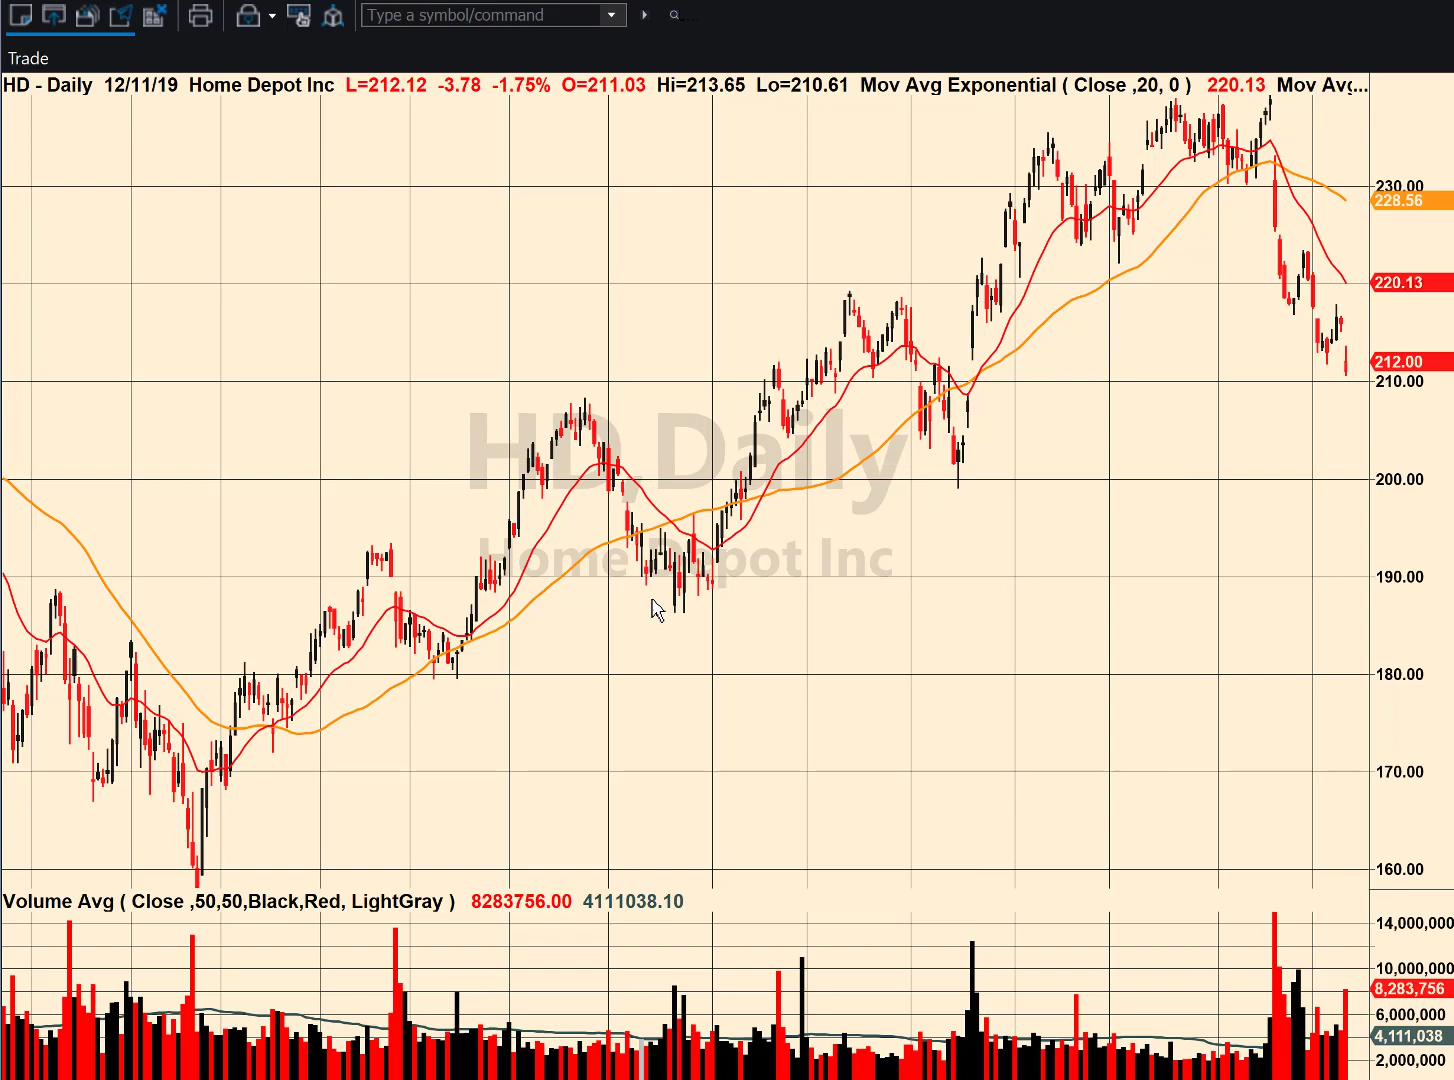 Type a symbol/command
Trade
HD - Daily 12/11/19 Home Depot Inc L=212.12 -3.78 -1.75% O=211.03 Hi=213.65 Lo=210.61 Mov Avg Exponential ( Close ,20, 0 ) 220.13 Mov Avg...
230.00
228.56
220.13
212.00
210.00
HD,Daily
200.00
Home Depot Inc
190.00
180.00
170.00
160.00
Volume Avg ( Close ,50,50,Black,Red, LightGray ) 8283756.00 4111038.10
14,000,000
10,000,000
8,283,756
6,000,000
4,111,038
2,000,000